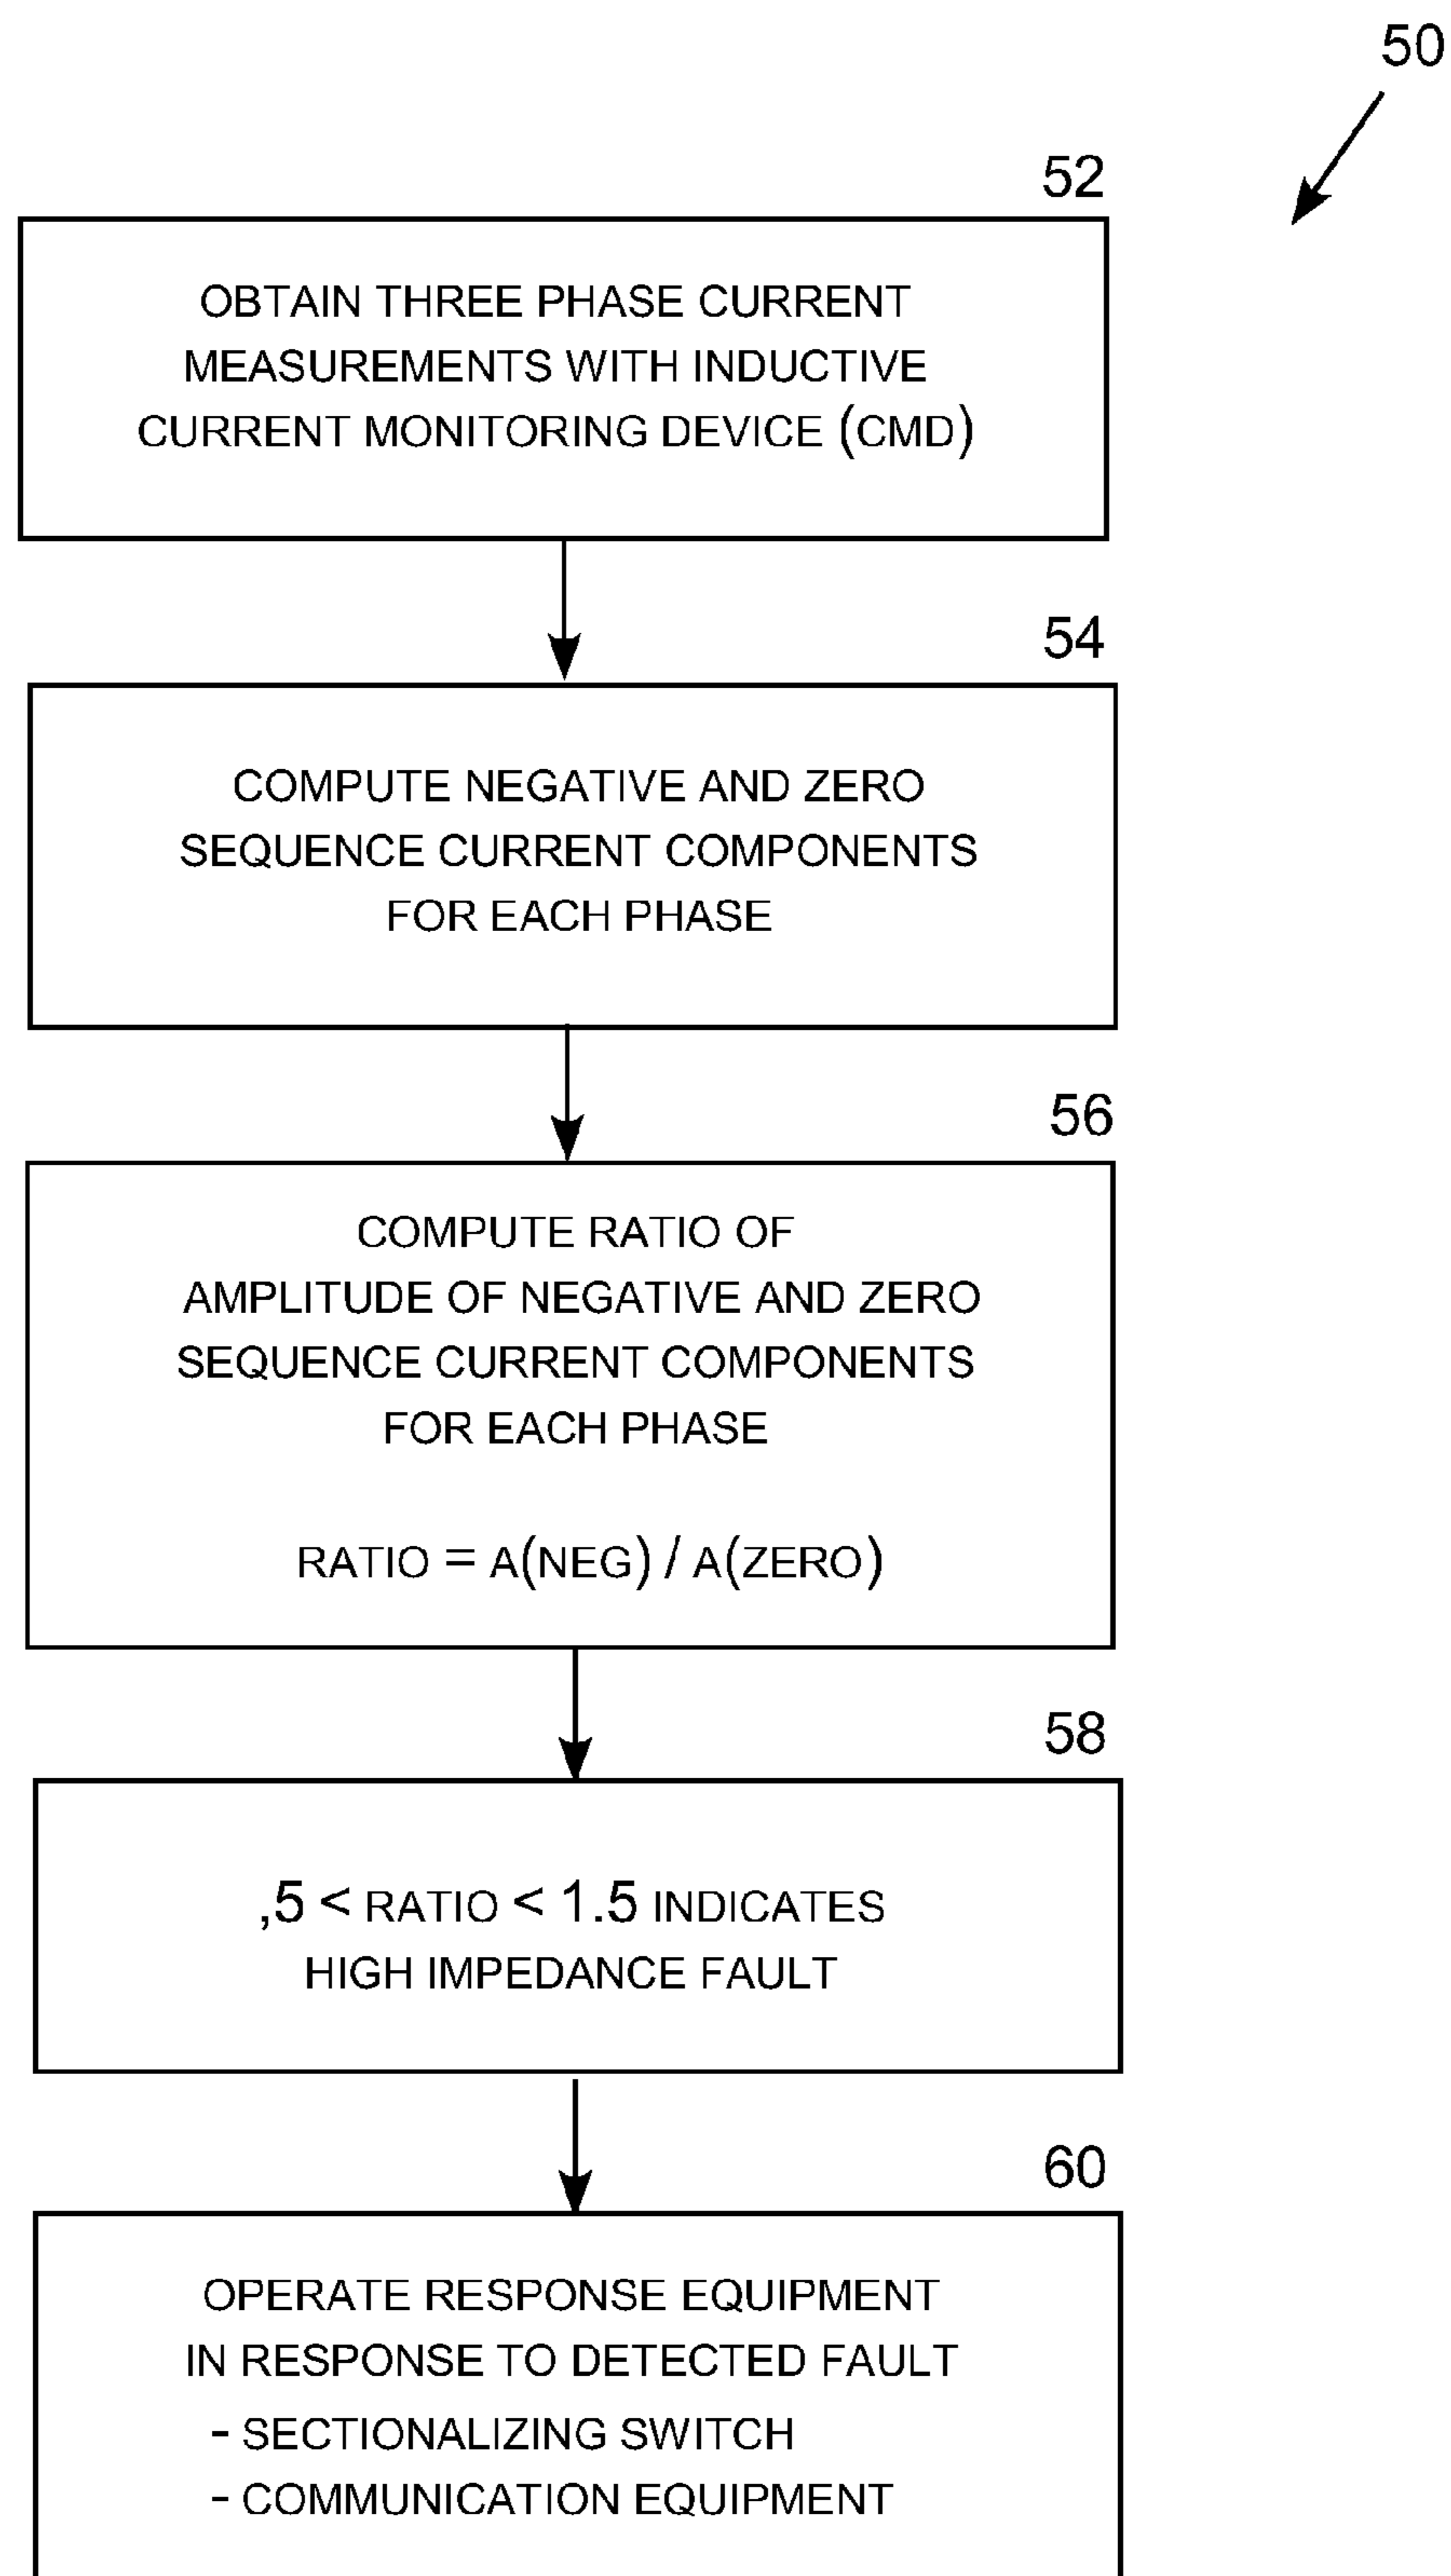 50
52
OBTAIN THREE PHASE CURRENT
MEASUREMENTS WITH INDUCTIVE
CURRENT MONITORING DEVICE (CMD)
54
COMPUTE NEGATIVE AND ZERO
SEQUENCE CURRENT COMPONENTS
FOR EACH PHASE
56
COMPUTE RATIO OF
AMPLITUDE OF NEGATIVE AND ZERO
SEQUENCE CURRENT COMPONENTS
FOR EACH PHASE
RATIO = A(NEG) / A(ZERO)
58
,5 < RATIO < 1.5 INDICATES
HIGH IMPEDANCE FAULT
60
OPERATE RESPONSE EQUIPMENT
IN RESPONSE TO DETECTED FAULT
- SECTIONALIZING SWITCH
- COMMUNICATION EQUIPMENT